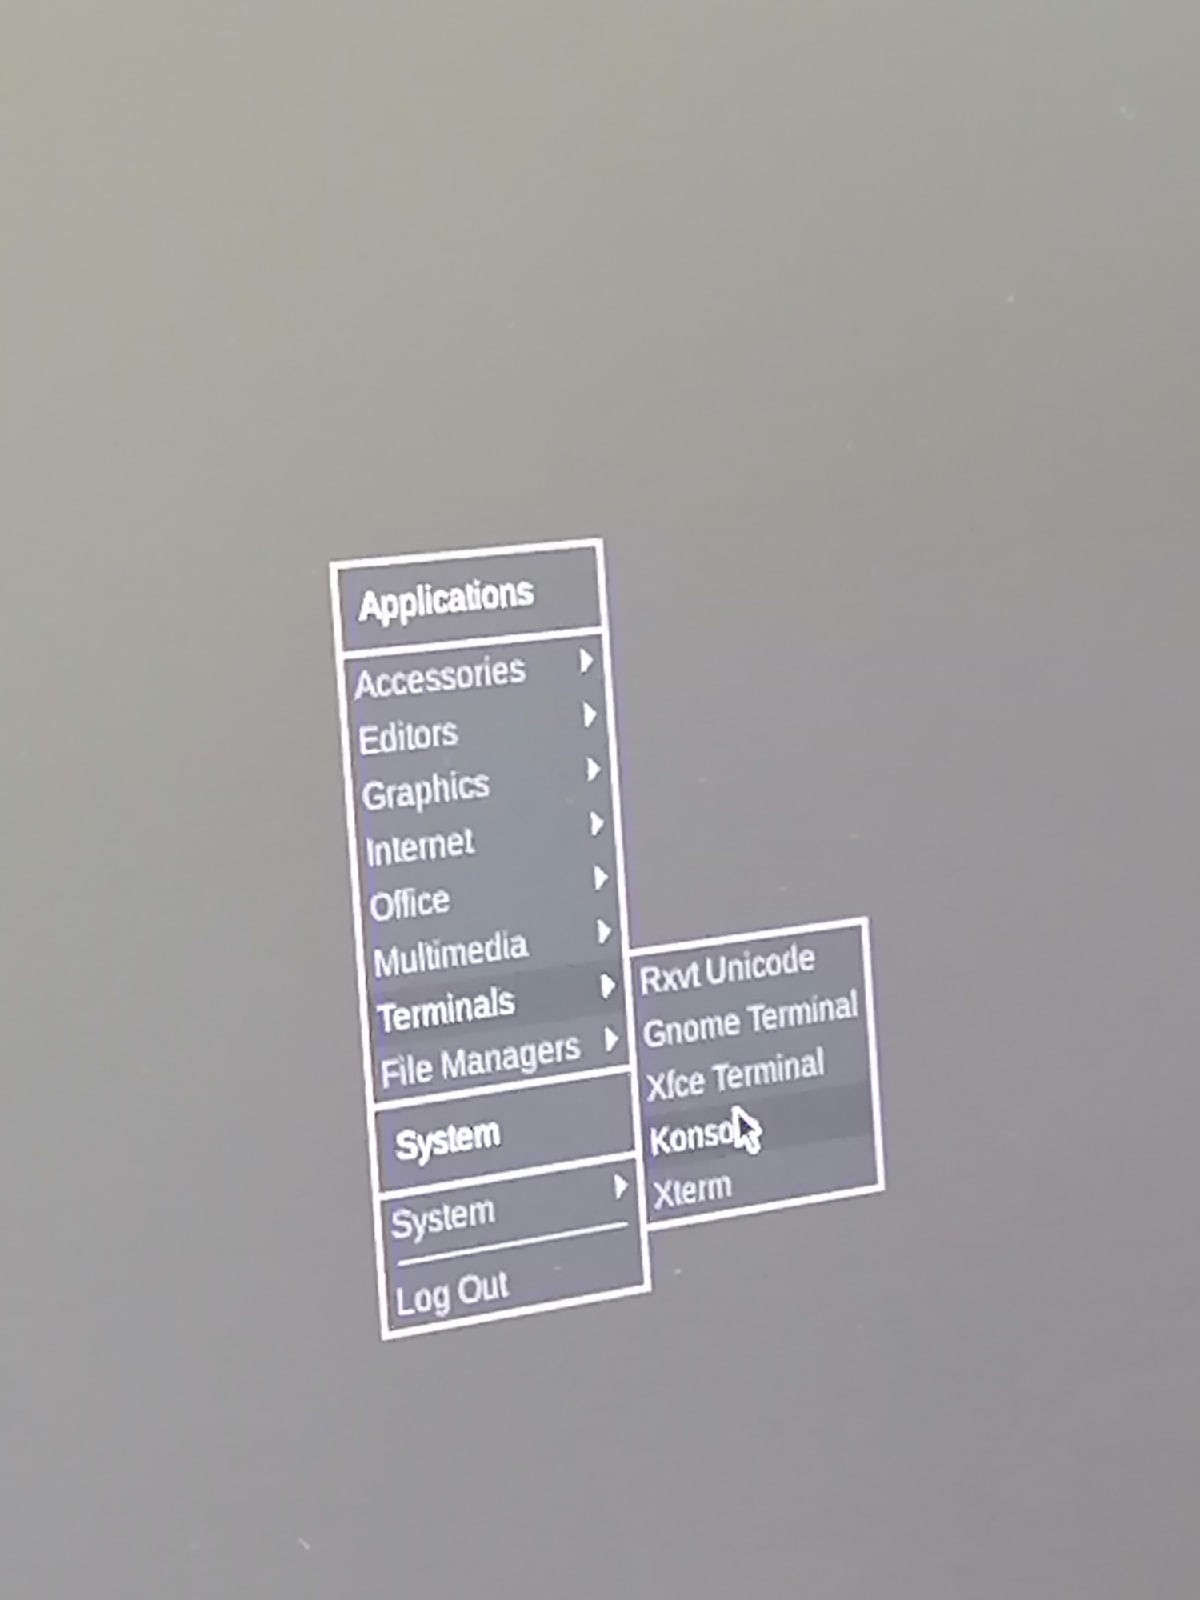 Applications
Accessories
Editors
Graphics
Internet
Office
Multimedia
Terminals
File Managers
System
System
Log Out
Rxvt Unicode
Gnome Terminal
Xfce Terminal
Konso
Xterm